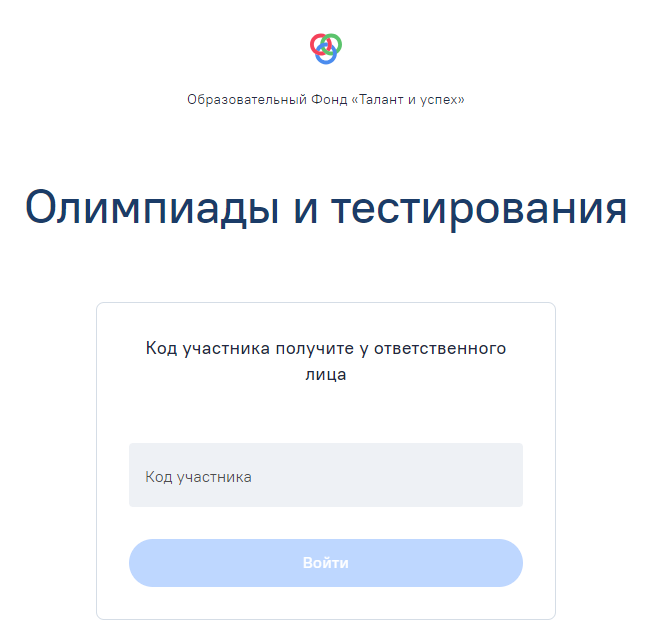 Образовательный Фонд «Талант и успех»
Олимпиады и тестирования
Код участника получите у ответственного
лица
Код участника
Войти